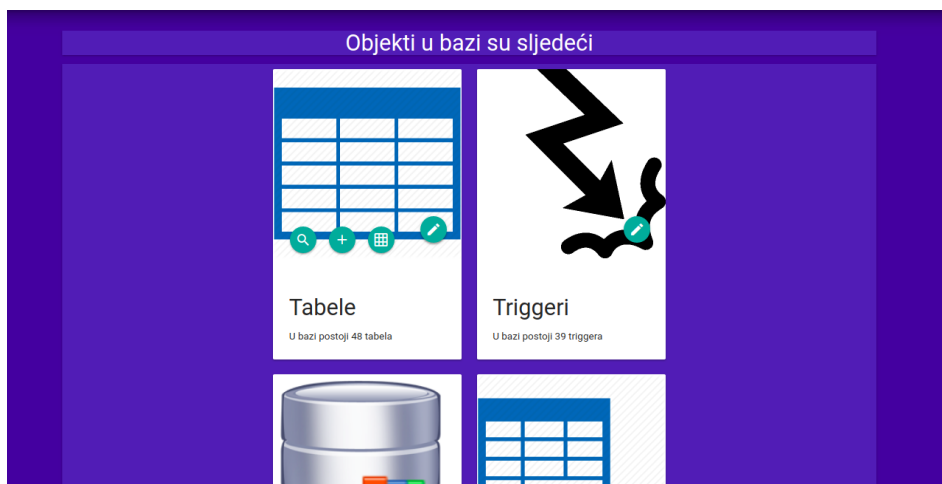 Objekti u bazi su sljedeći
Tabele
U bazi postoji 48 tabela
Triggeri
U bazi postoji 39 triggera